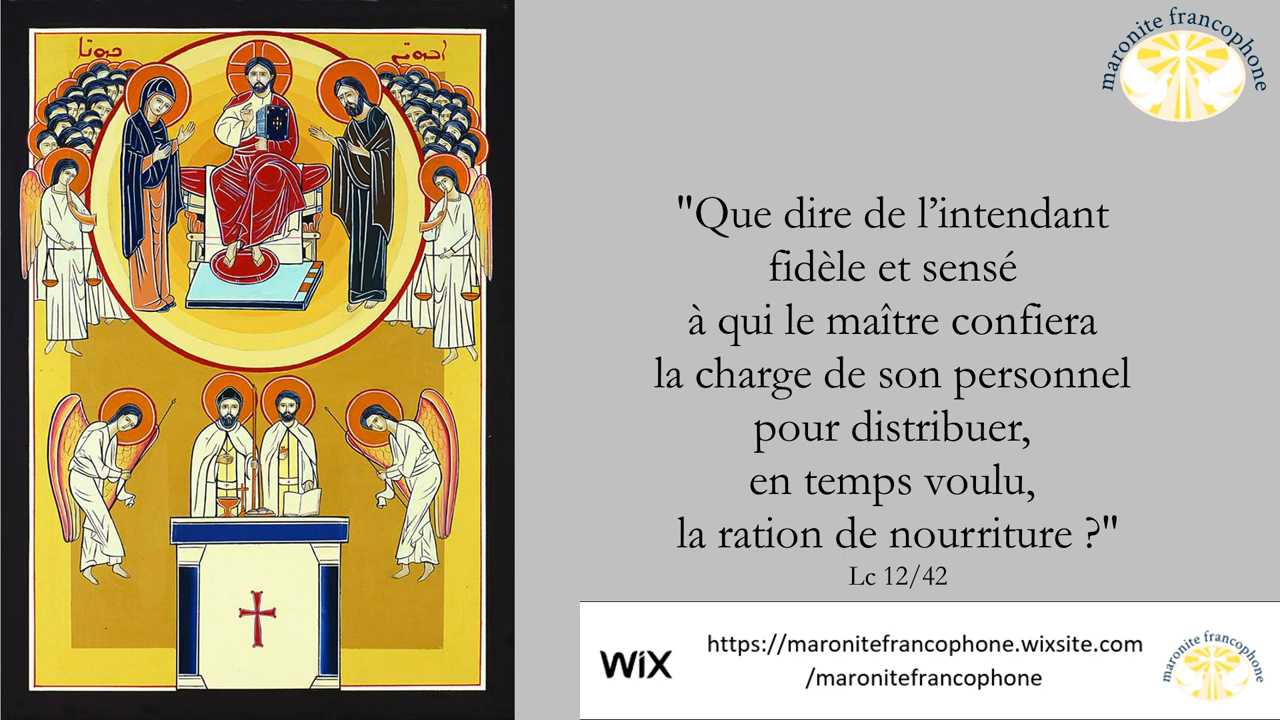 maronite francophone
"Que dire de l’intendant
fidèle et sensé
à qui le maître confiera
la charge de son personnel
pour distribuer,
en temps voulu,
la ration de nourriture ?"
Lc 12/42
WiX
https://maronitefrancophone.wixsite.com
/maronitefrancophone
maronite francophone